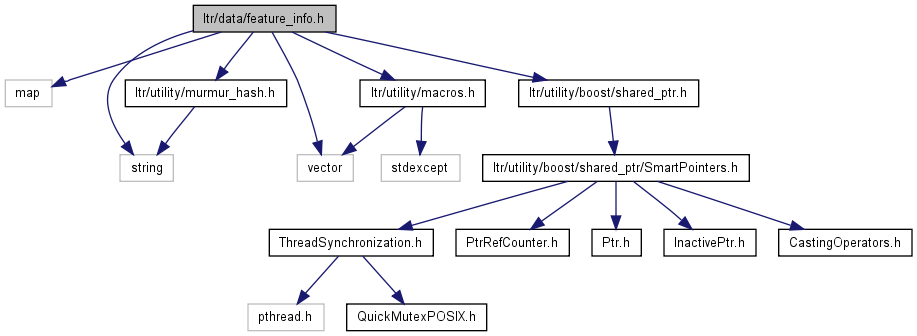 ltr/data/feature_info.h
map
ltr/utility/murmur_hash.h
ltr/utility/macros.h
ltr/utility/boost/shared_ptr.h
string
vector
stdexcept
ltr/utility/boost/shared_ptr/SmartPointers.h
ThreadSynchronization.h
PtrRefCounter.h
Ptr.h
InactivePtr.h
CastingOperators.h
pthread.h
QuickMutexPOSIX.h